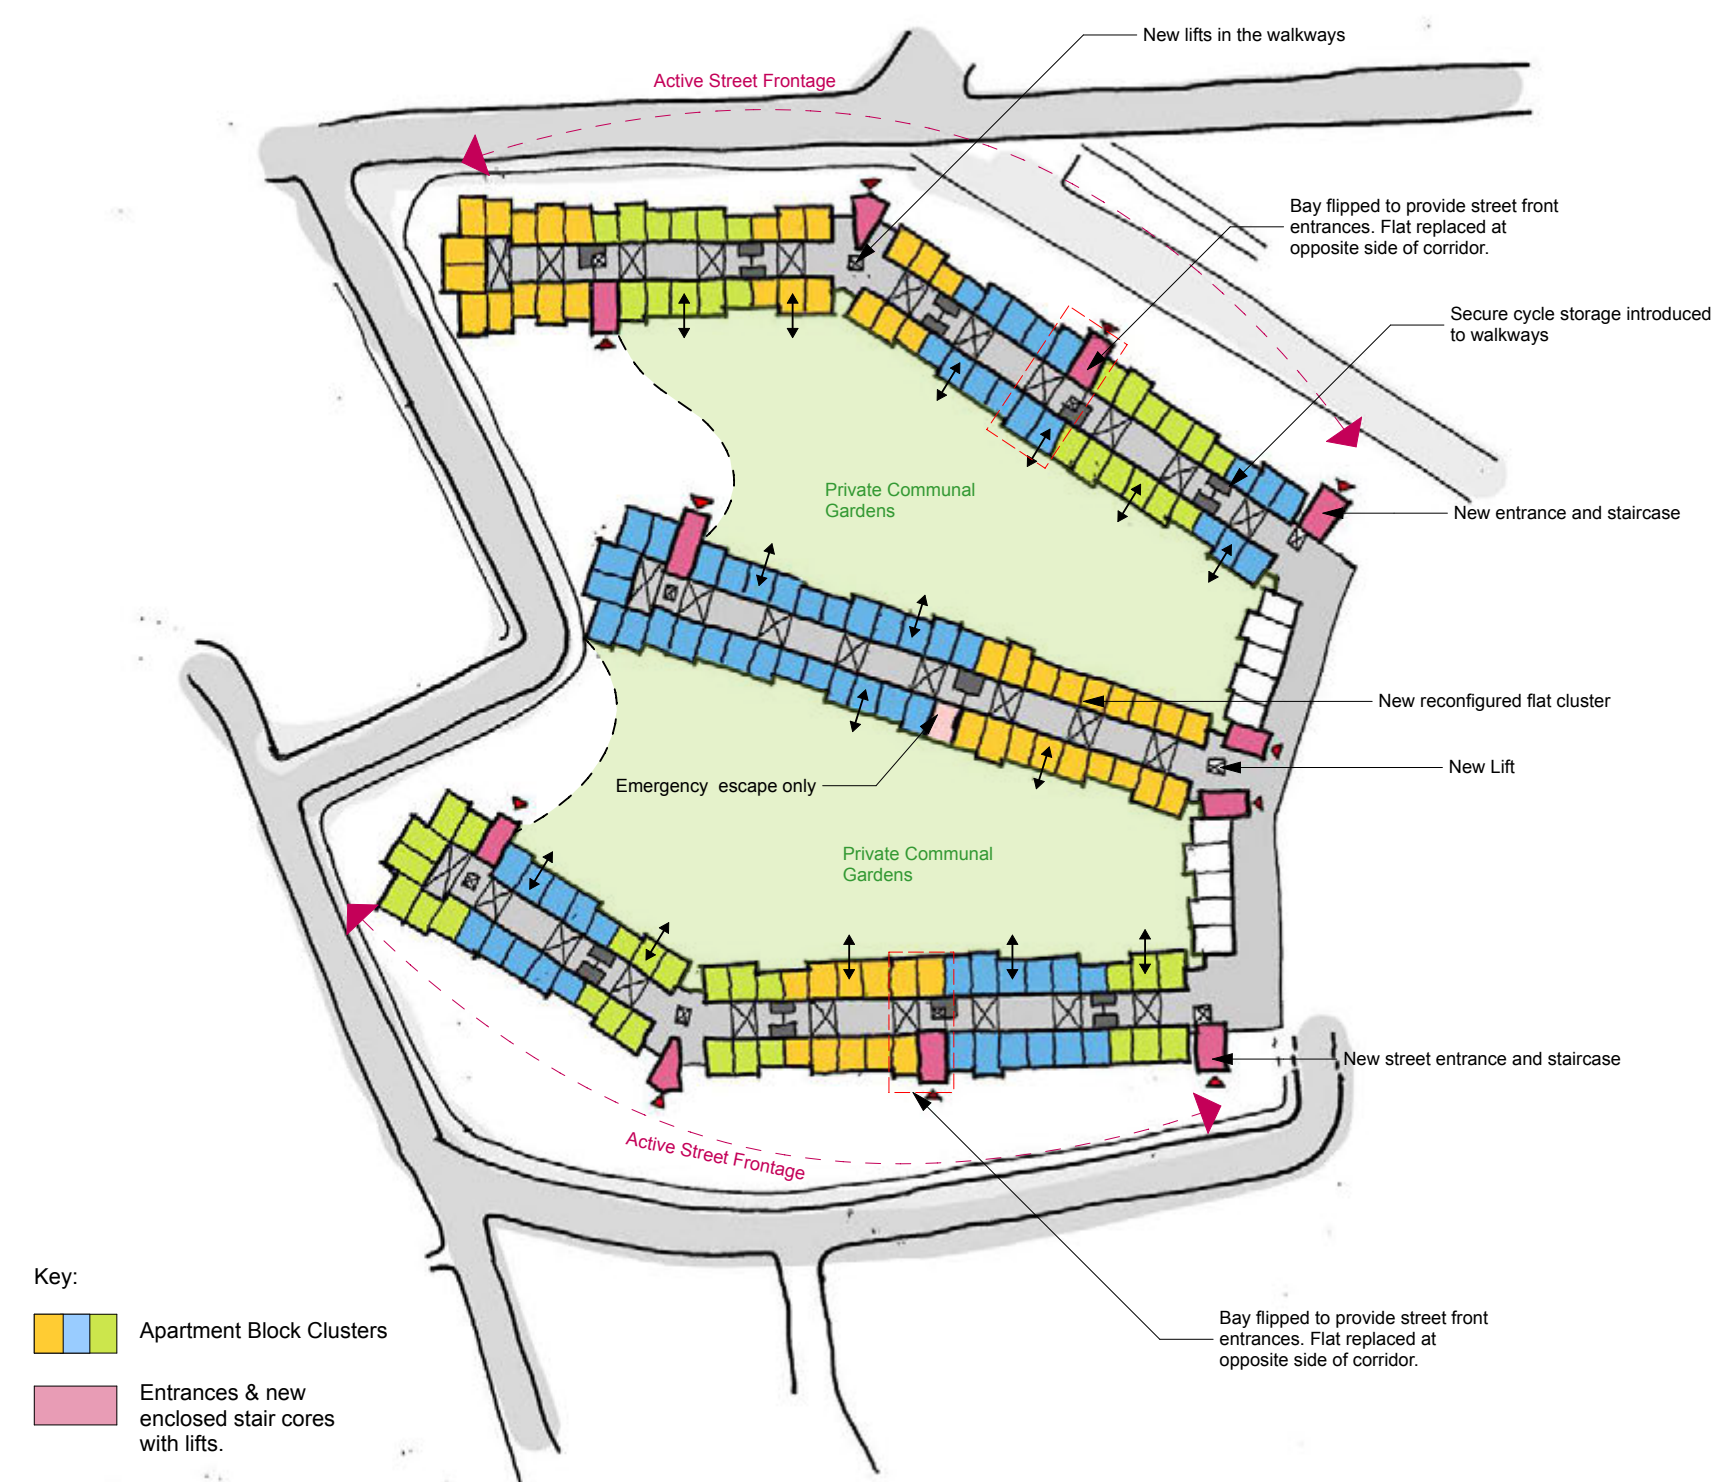 New lifts in the walkways
Active Street Frontage
Bay flipped to provide street front
entrances. Flat replaced at
opposite side of corridor.
Secure cycle storage introduced
to walkways
Private Communal
Gardens
New entrance and staircase
New reconfigured flat cluster
New Lift
Emergency escape only
Private Communal
Gardens
New street entrance and staircase
Active Street Frontage
Key:
Apartment Block Clusters
Entrances & new
enclosed stair cores
with lifts.
Bay flipped to provide street front
entrances. Flat replaced at
opposite side of corridor.